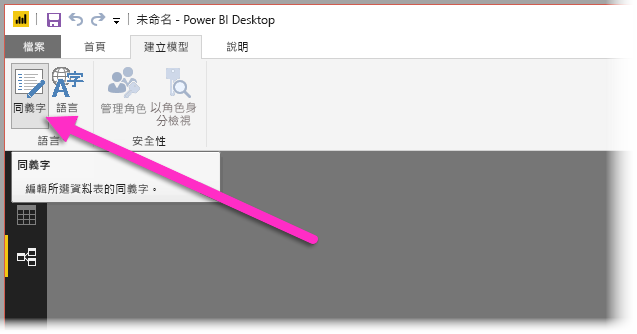 未命名 - Power BI Desktop
檔案 首頁 建立模型 說明
字
字
同義字 語言 管理角色 以角色身
分檢視
語言 安全性
同義字
編輯所選資料表的同義字。